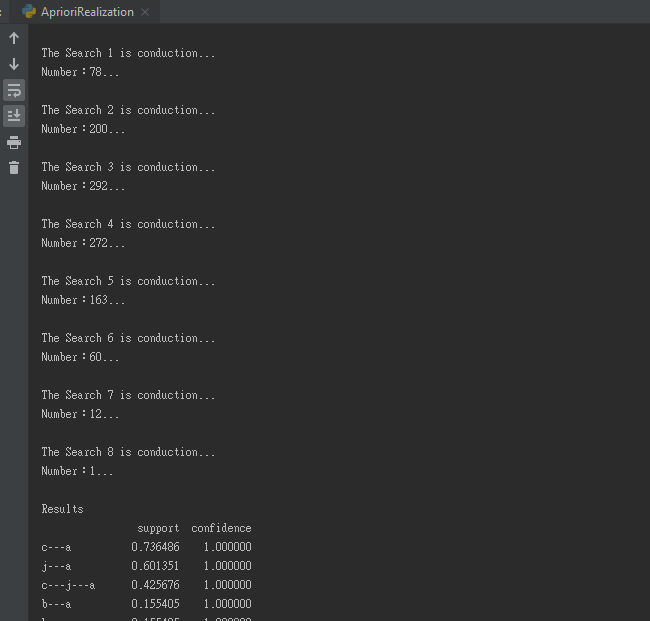 AprioriRealization
The Search 1 is conduction...
Number：78...
The Search 2 is conduction...
Number：200...
The Search 3 is conduction...
Number：292...
The Search 4 is conduction...
Number：272...
The Search 5 is conduction...
Number：163...
The Search 6 is conduction...
Number：60...
The Search 7 is conduction...
Number：12...
The Search 8 is conduction...
Number：1...
Results
support confidence
c---a 0.736486 1.000000
j---a 0.601351 1.000000
c---j---a 0.425676 1.000000
b---a 0.155405 1.000000